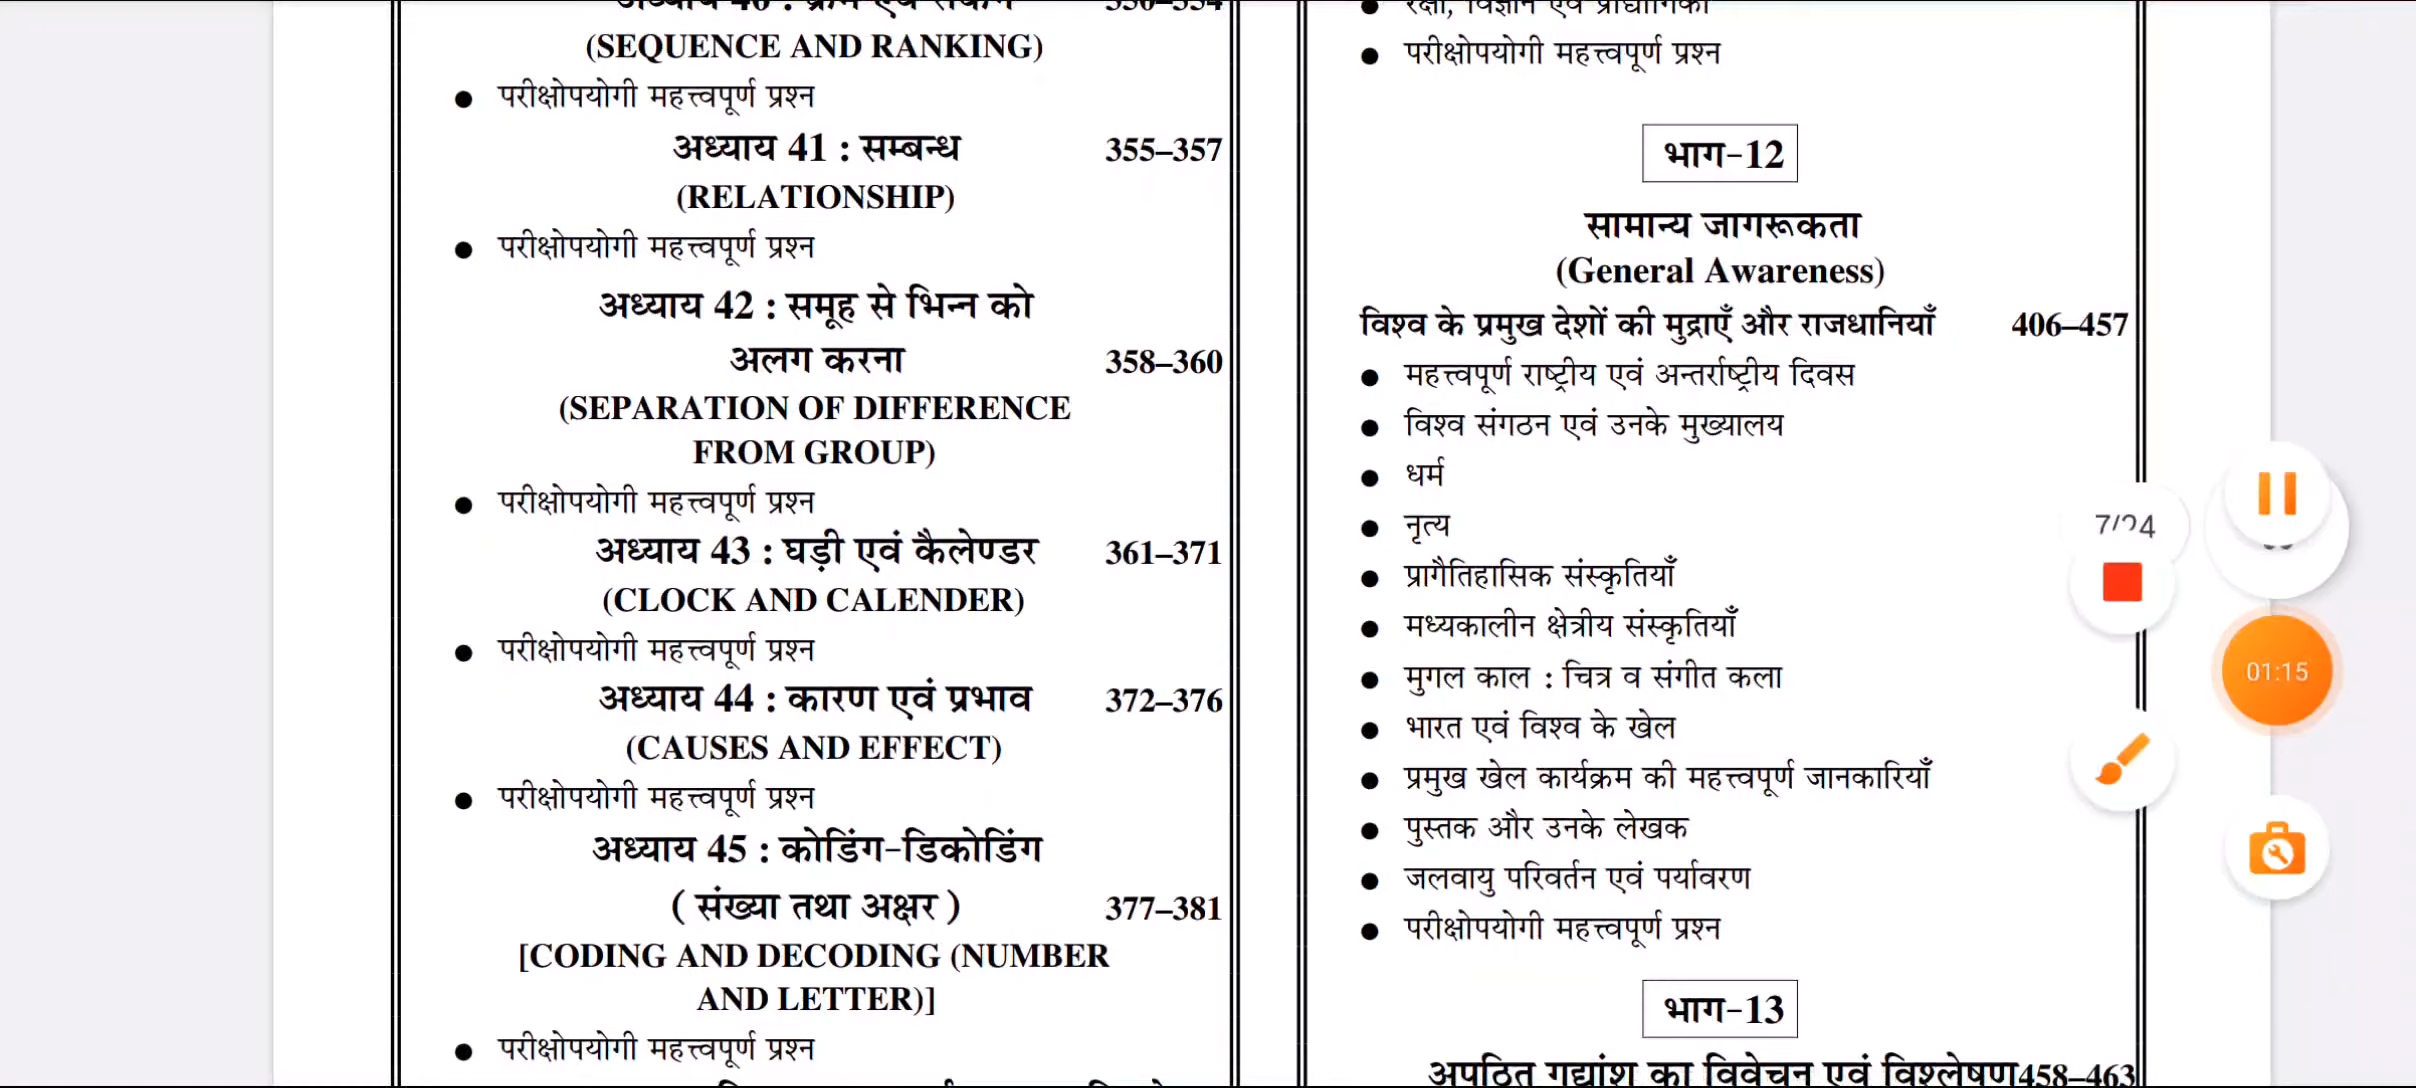 (SEQUENCE AND RANKING)
● परीक्षोपयोगी महत्त्वपूर्ण प्रश्न
अध्याय 41 : सम्बन्ध 355–357
(RELATIONSHIP)
● परीक्षोपयोगी महत्त्वपूर्ण प्रश्न
अध्याय 42 : समूह से भिन्न को
अलग करना 358–360
(SEPARATION OF DIFFERENCE
FROM GROUP)
● परीक्षोपयोगी महत्त्वपूर्ण प्रश्न
अध्याय 43 : घड़ी एवं कैलेण्डर 361–371
(CLOCK AND CALENDER)
● परीक्षोपयोगी महत्त्वपूर्ण प्रश्न
अध्याय 44 : कारण एवं प्रभाव 372–376
(CAUSES AND EFFECT)
● परीक्षोपयोगी महत्त्वपूर्ण प्रश्न
अध्याय 45 : कोडिंग-डिकोडिंग
( संख्या तथा अक्षर ) 377–381
[CODING AND DECODING (NUMBER
AND LETTER)]
● परीक्षोपयोगी महत्त्वपूर्ण प्रश्न
● रक्षा, विज्ञान एवं प्रौद्योगिकी
● परीक्षोपयोगी महत्त्वपूर्ण प्रश्न
भाग-12
सामान्य जागरूकता
(General Awareness)
विश्व के प्रमुख देशों की मुद्राएँ और राजधानियाँ 406–457
● महत्त्वपूर्ण राष्ट्रीय एवं अन्तर्राष्ट्रीय दिवस
● विश्व संगठन एवं उनके मुख्यालय
● धर्म
● नृत्य
● प्रागैतिहासिक संस्कृतियाँ
● मध्यकालीन क्षेत्रीय संस्कृतियाँ
● मुगल काल : चित्र व संगीत कला
● भारत एवं विश्व के खेल
● प्रमुख खेल कार्यक्रम की महत्त्वपूर्ण जानकारियाँ
● पुस्तक और उनके लेखक
● जलवायु परिवर्तन एवं पर्यावरण
● परीक्षोपयोगी महत्त्वपूर्ण प्रश्न
भाग-13
अपठित गद्यांश का विवेचन एवं विश्लेषण458–463
01:15